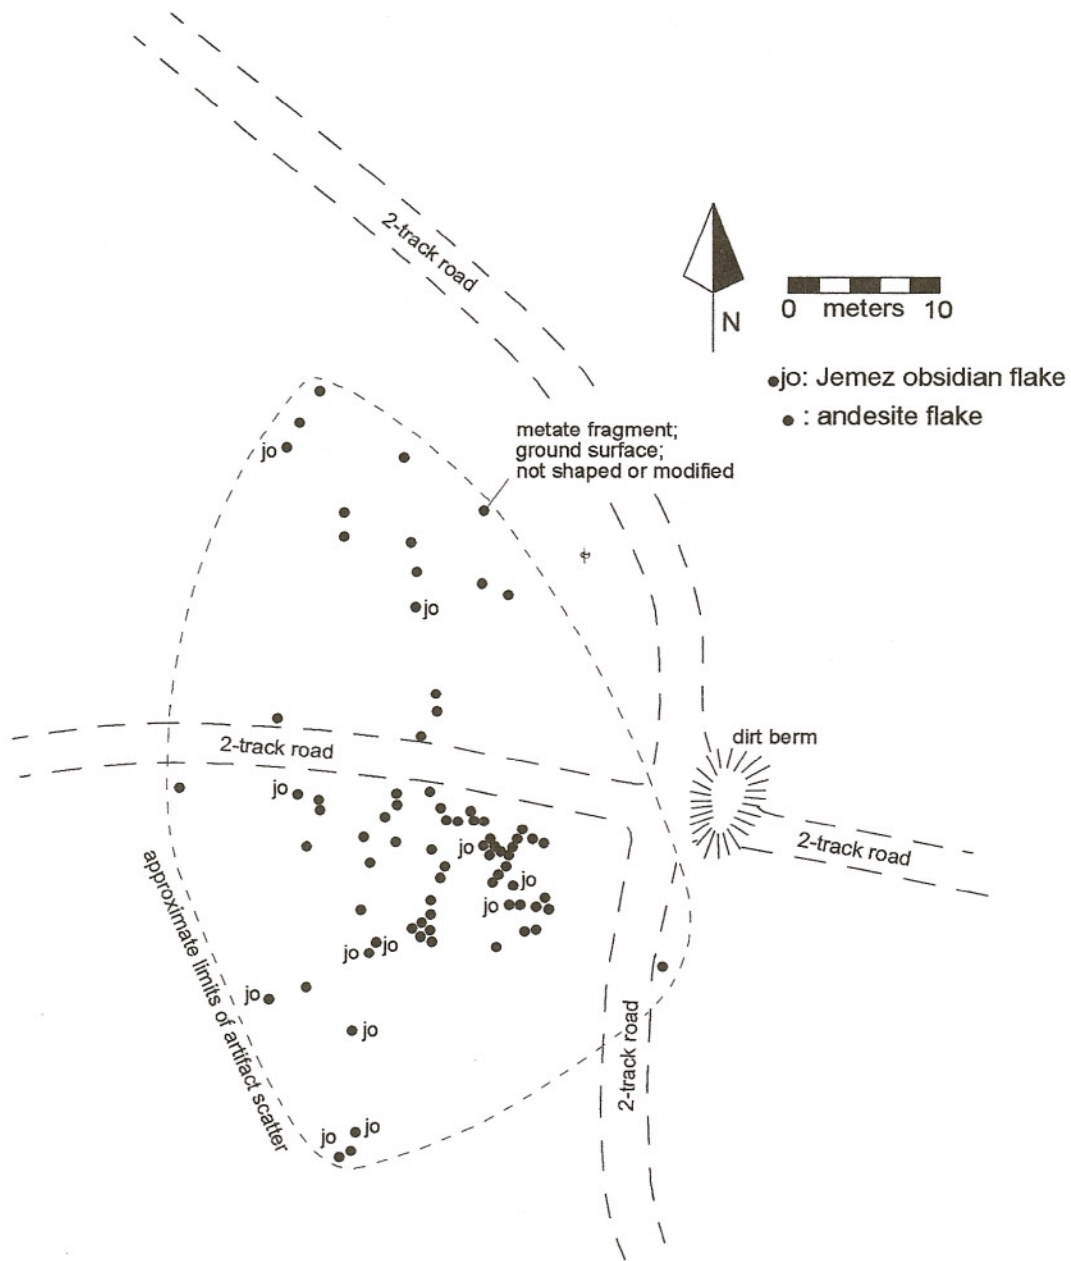 2-track road
N
0 meters 10
jo: Jemez obsidian flake
: andesite flake
metate fragment;
ground surface;
not shaped or modified
jo
jo
2-track road
dirt berm
jo
2-track road
jo
jo
jo
jo
jo
jo
jo
2-track road
approximate limits of artifact scatter
jo
jo